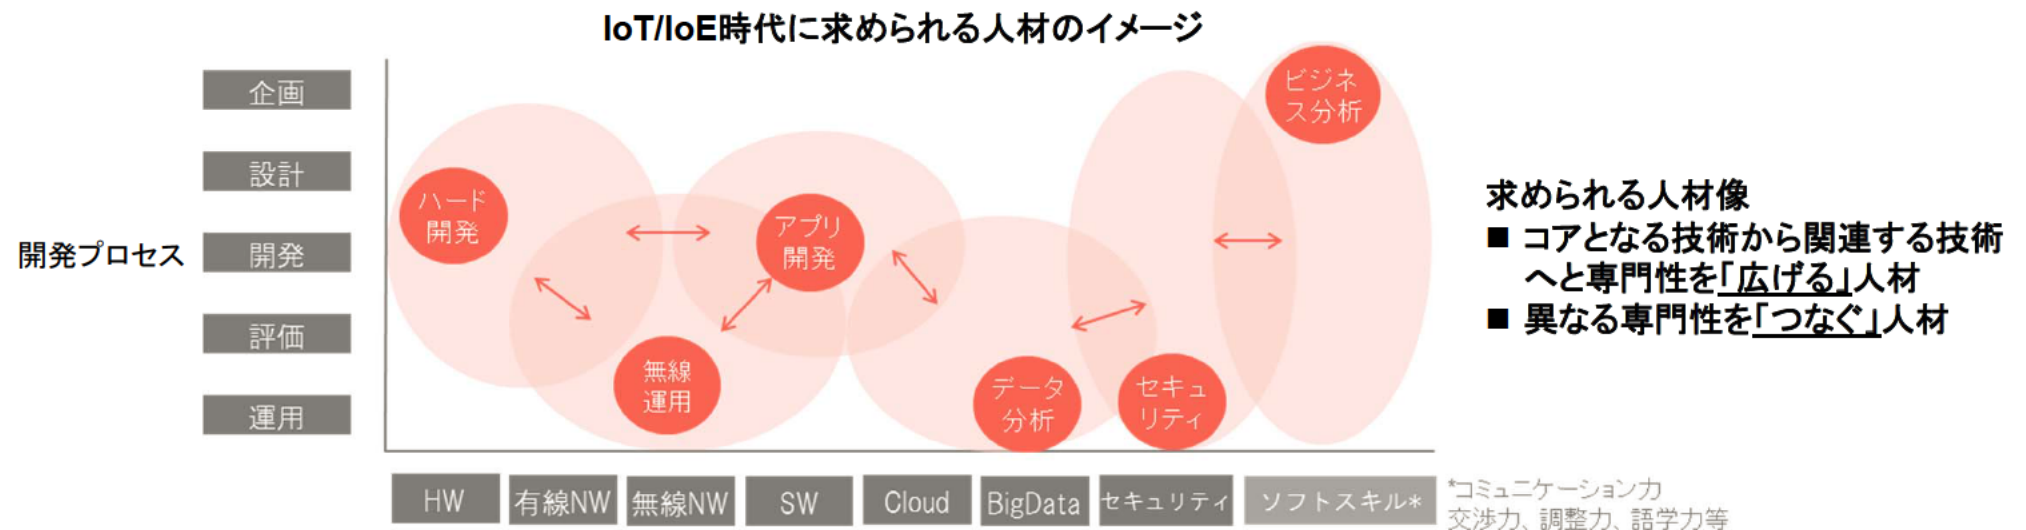 IoT/IoE時代に求められる人材のイメージ
開発プロセス
企画
設計
開発
評価
運用
ハード
開発
無線
運用
アプリ
開発
データ
分析
セキュ
リティ
ビジネ
ス分析
HW
有線NW
無線NW
SW
Cloud
BigData
セキュリティ
ソフトスキル*
*コミュニケーション力
交渉力、調整力、語学力等
求められる人材像
■ コアとなる技術から関連する技術
へと専門性を「広げる」人材
■ 異なる専門性を「つなぐ」人材